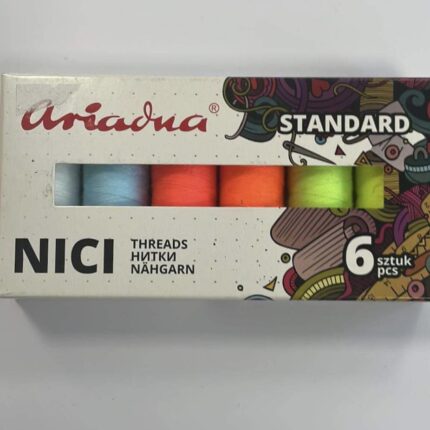 Ariadna®
STANDARD
NICI
THREADS
НИТКИ
NÄHGARN
6 sztuk
pcs